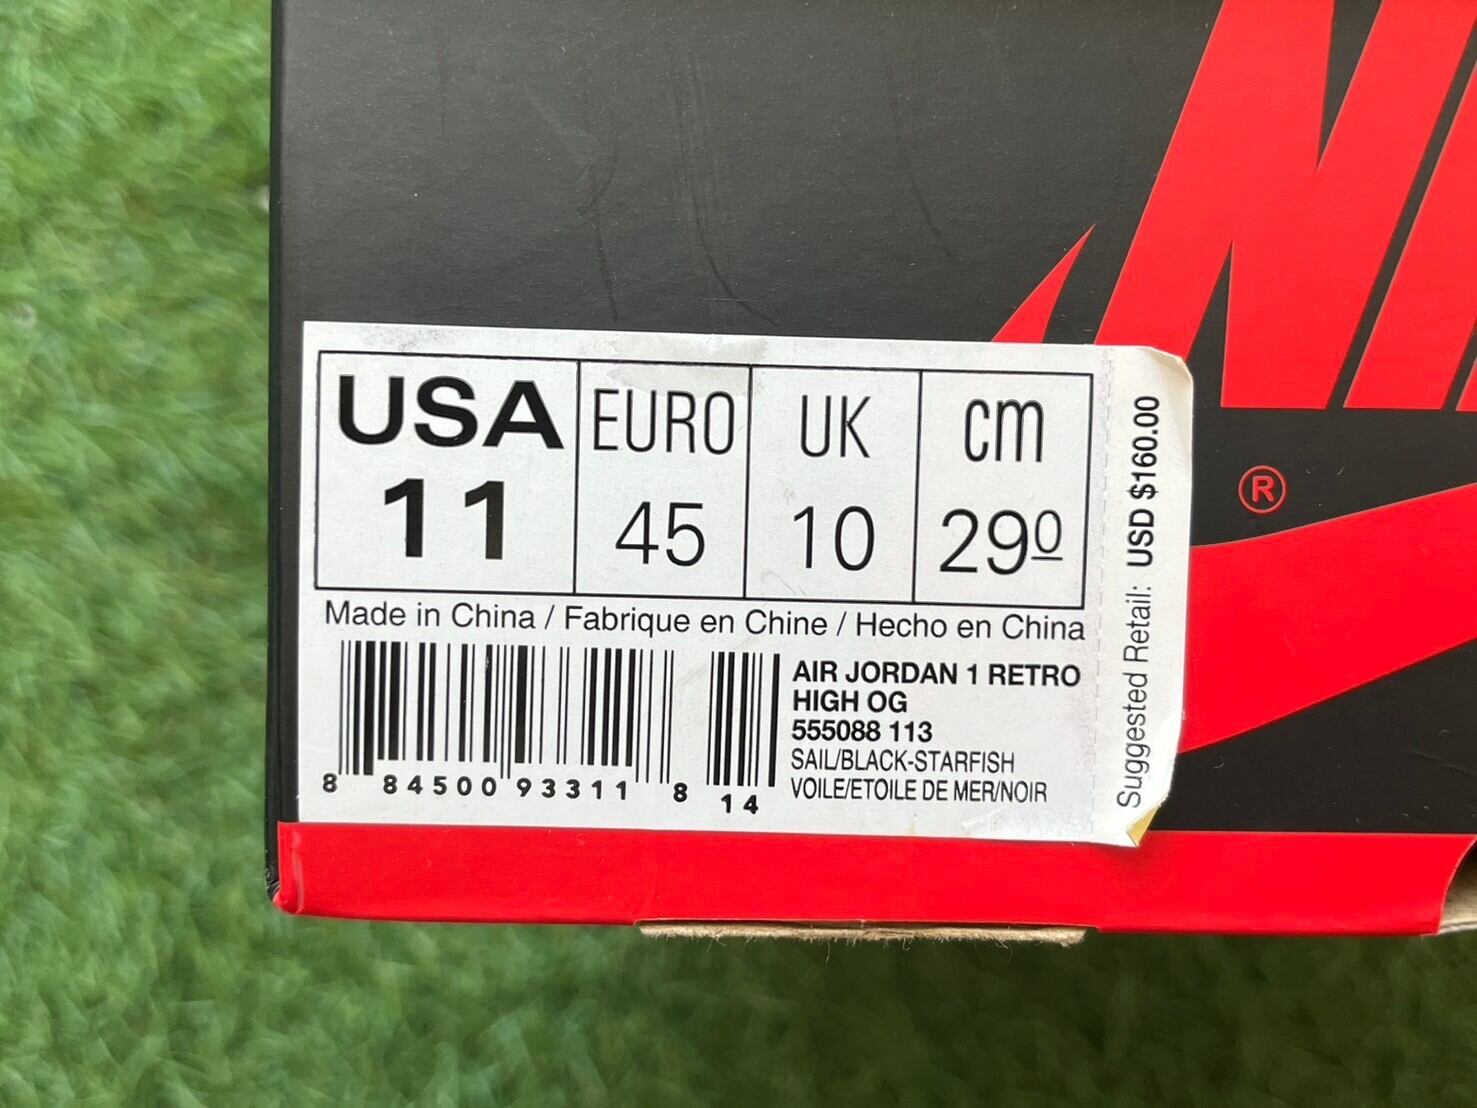 USA EURO UK cm
11 45 10 29º
Made in China / Fabrique en Chine / Hecho en China
AIR JORDAN 1 RETRO
HIGH OG
555088 113
SAIL/BLACK-STARFISH
VOILE/ETOILE DE MER/NOIR
8 84500 93311 8 14
Suggested Retail: USD $160.00
®